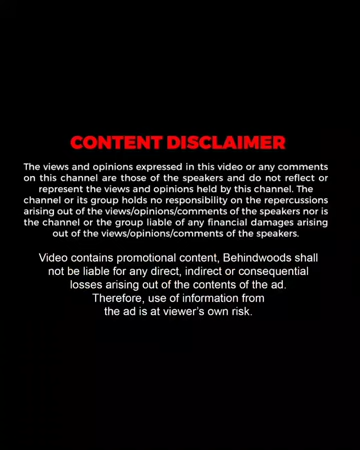 CONTENT DISCLAIMER
The views and opinions expressed in this video or any comments
on this channel are those of the speakers and do not reflect or
represent the views and opinions held by this channel. The
channel or its group holds no responsibility on the repercussions
arising out of the views/opinions/comments of the speakers nor is
the channel or the group liable of any financial damages arising
out of the views/opinions/comments of the speakers.
Video contains promotional content, Behindwoods shall
not be liable for any direct, indirect or consequential
losses arising out of the contents of the ad.
Therefore, use of information from
the ad is at viewer's own risk.